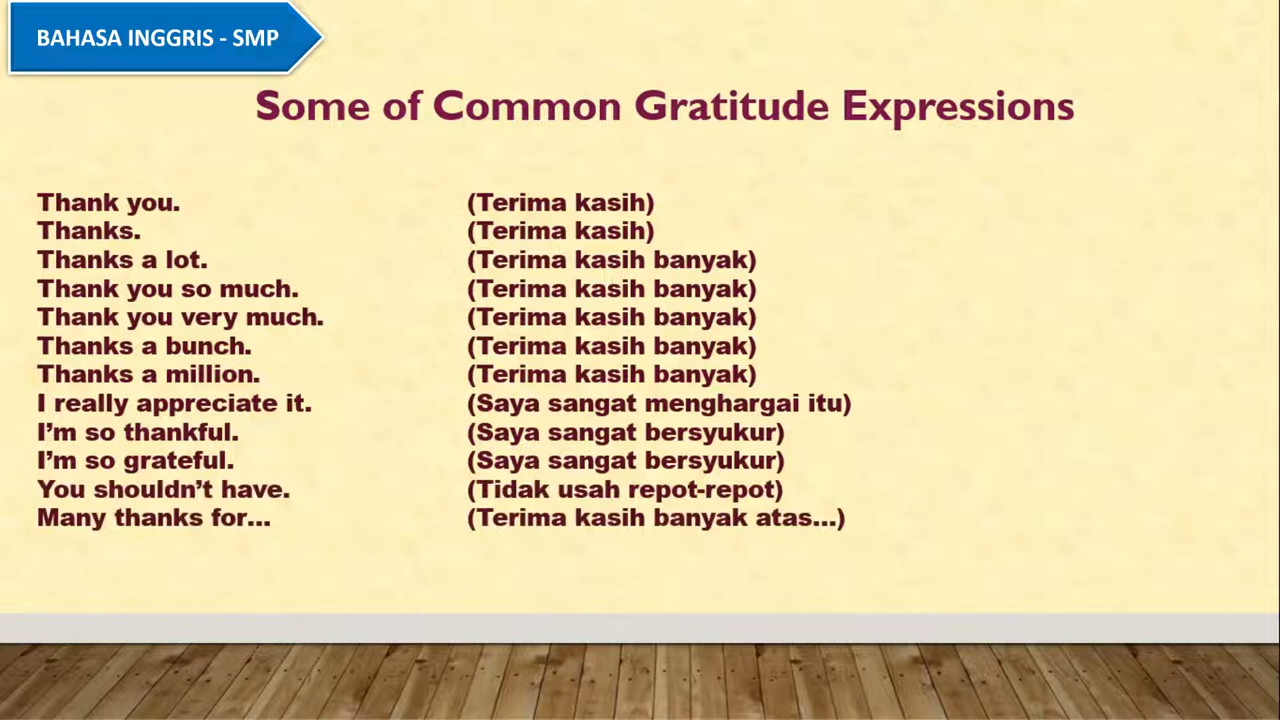 BAHASA INGGRIS - SMP
Some of Common Gratitude Expressions
Thank you. (Terima kasih)
Thanks. (Terima kasih)
Thanks a lot. (Terima kasih banyak)
Thank you so much. (Terima kasih banyak)
Thank you very much. (Terima kasih banyak)
Thanks a bunch. (Terima kasih banyak)
Thanks a million. (Terima kasih banyak)
I really appreciate it. (Saya sangat menghargai itu)
I’m so thankful. (Saya sangat bersyukur)
I’m so grateful. (Saya sangat bersyukur)
You shouldn’t have. (Tidak usah repot-repot)
Many thanks for... (Terima kasih banyak atas...)